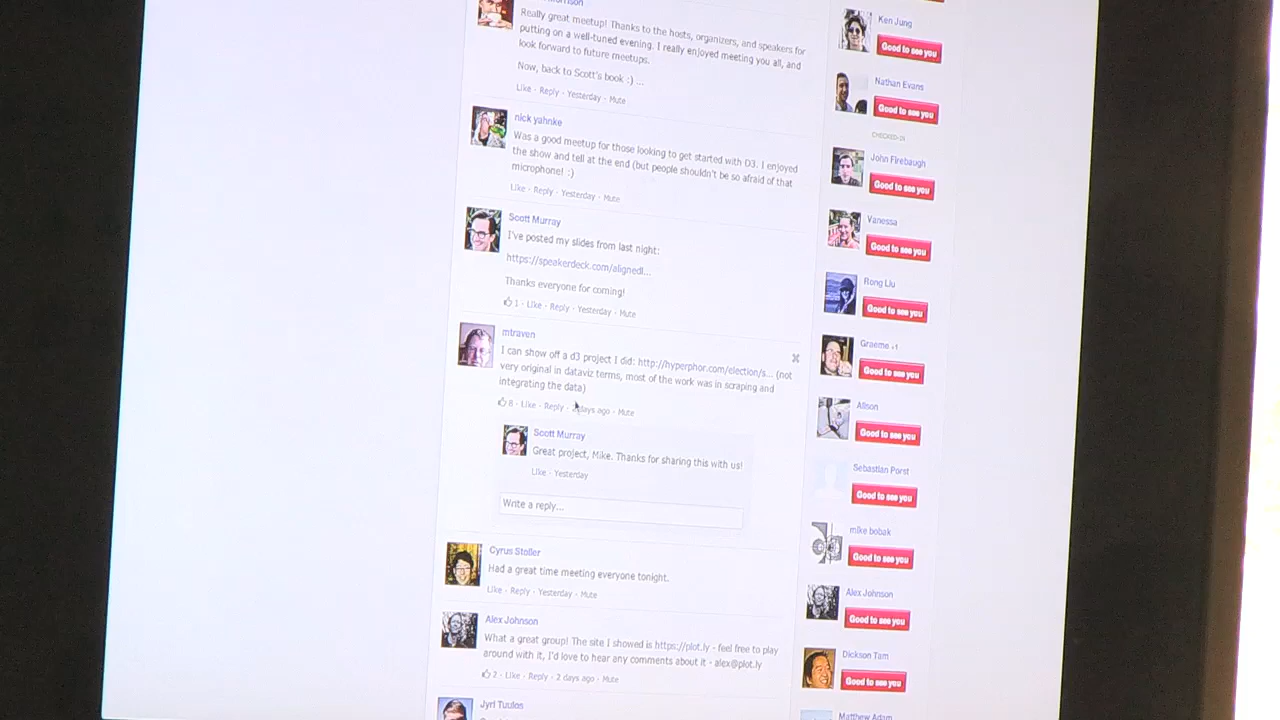 Really great meetup! Thanks to the hosts, organizers, and speakers for
putting on a well-tuned evening. I really enjoyed meeting you all, and
look forward to future meetups.
Now, back to Scott's book :) ...
Like · Reply · Yesterday · Mute
nick yahnke
Was a good meetup for those looking to get started with D3. I enjoyed
the show and tell at the end (but people shouldn't be so afraid of that
microphone! :)
Like · Reply · Yesterday · Mute
Scott Murray
I've posted my slides from last night:
https://speakerdeck.com/alignedl...
Thanks everyone for coming!
1 · Like · Reply · Yesterday · Mute
mtraven
I can show off a d3 project I did: http://hyperphor.com/election/s... (not
very original in dataviz terms, most of the work was in scraping and
integrating the data)
8 · Like · Reply · 2 days ago · Mute
Scott Murray
Great project, Mike. Thanks for sharing this with us!
Like · Yesterday
Write a reply...
Cyrus Stoller
Had a great time meeting everyone tonight.
Like · Reply · Yesterday · Mute
Alex Johnson
What a great group! The site I showed is https://plot.ly - feel free to play
around with it, I'd love to hear any comments about it - alex@plot.ly
2 · Like · Reply · 2 days ago · Mute
Jyri Tuulos
Ken Jung
Good to see you
Nathan Evans
Good to see you
CHECKED IN
John Firebaugh
Good to see you
Vanessa
Good to see you
Rong Liu
Good to see you
Graeme
Good to see you
Alison
Good to see you
Sebastian Porst
Good to see you
mike bobak
Good to see you
Alex Johnson
Good to see you
Dickson Tam
Good to see you
Matthew Adam